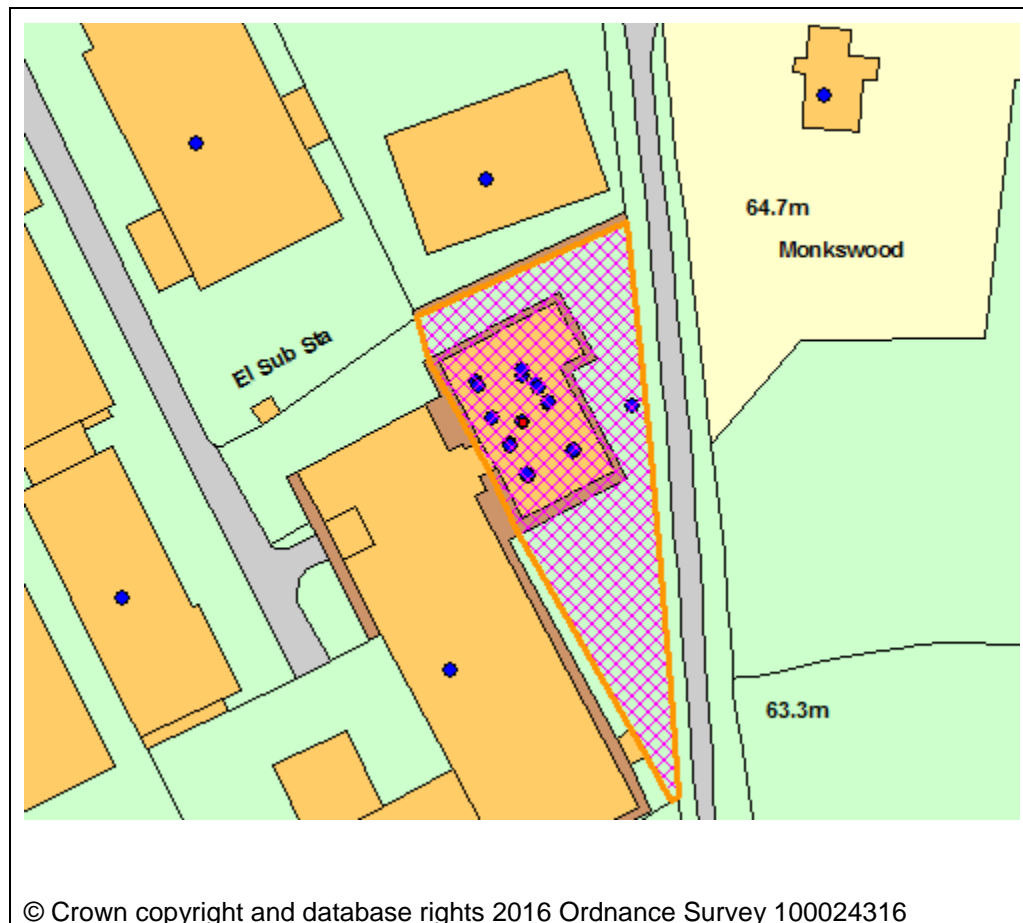 64.7m
Monkswood
El Sub Sta
63.3m
© Crown copyright and database rights 2016 Ordnance Survey 100024316